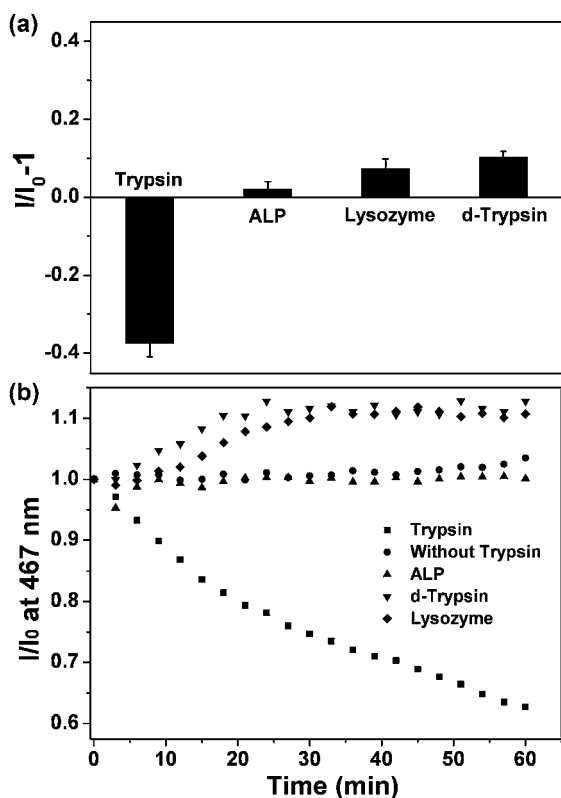 (a)
I/I0-1
0.4
0.2
0.0
-0.2
-0.4
Trypsin
ALP
Lysozyme
d-Trypsin
(b)
I/I0 at 467 nm
1.1
1.0
0.9
0.8
0.7
0.6
Trypsin
Without Trypsin
ALP
d-Trypsin
Lysozyme
0 10 20 30 40 50 60
Time (min)